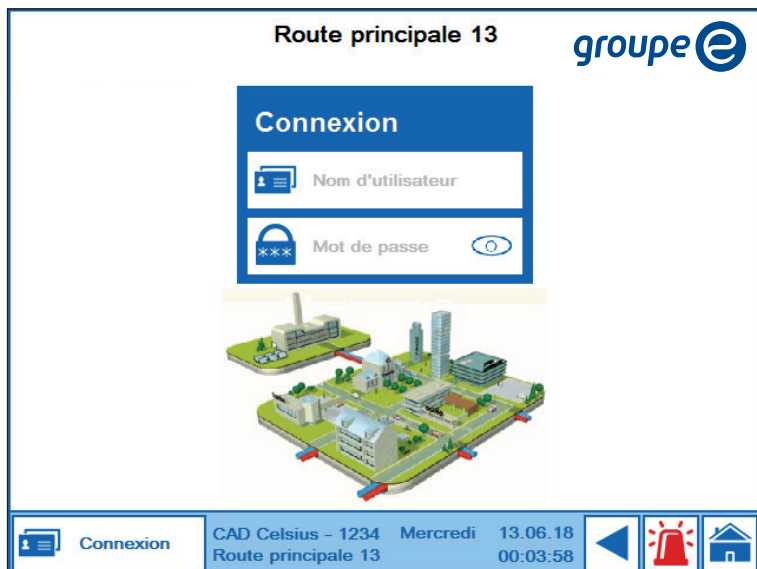 Route principale 13
groupe e
Connexion
Nom d'utilisateur
***
Mot de passe
Connexion
CAD Celsius - 1234 Mercredi 13.06.18
Route principale 13 00:03:58